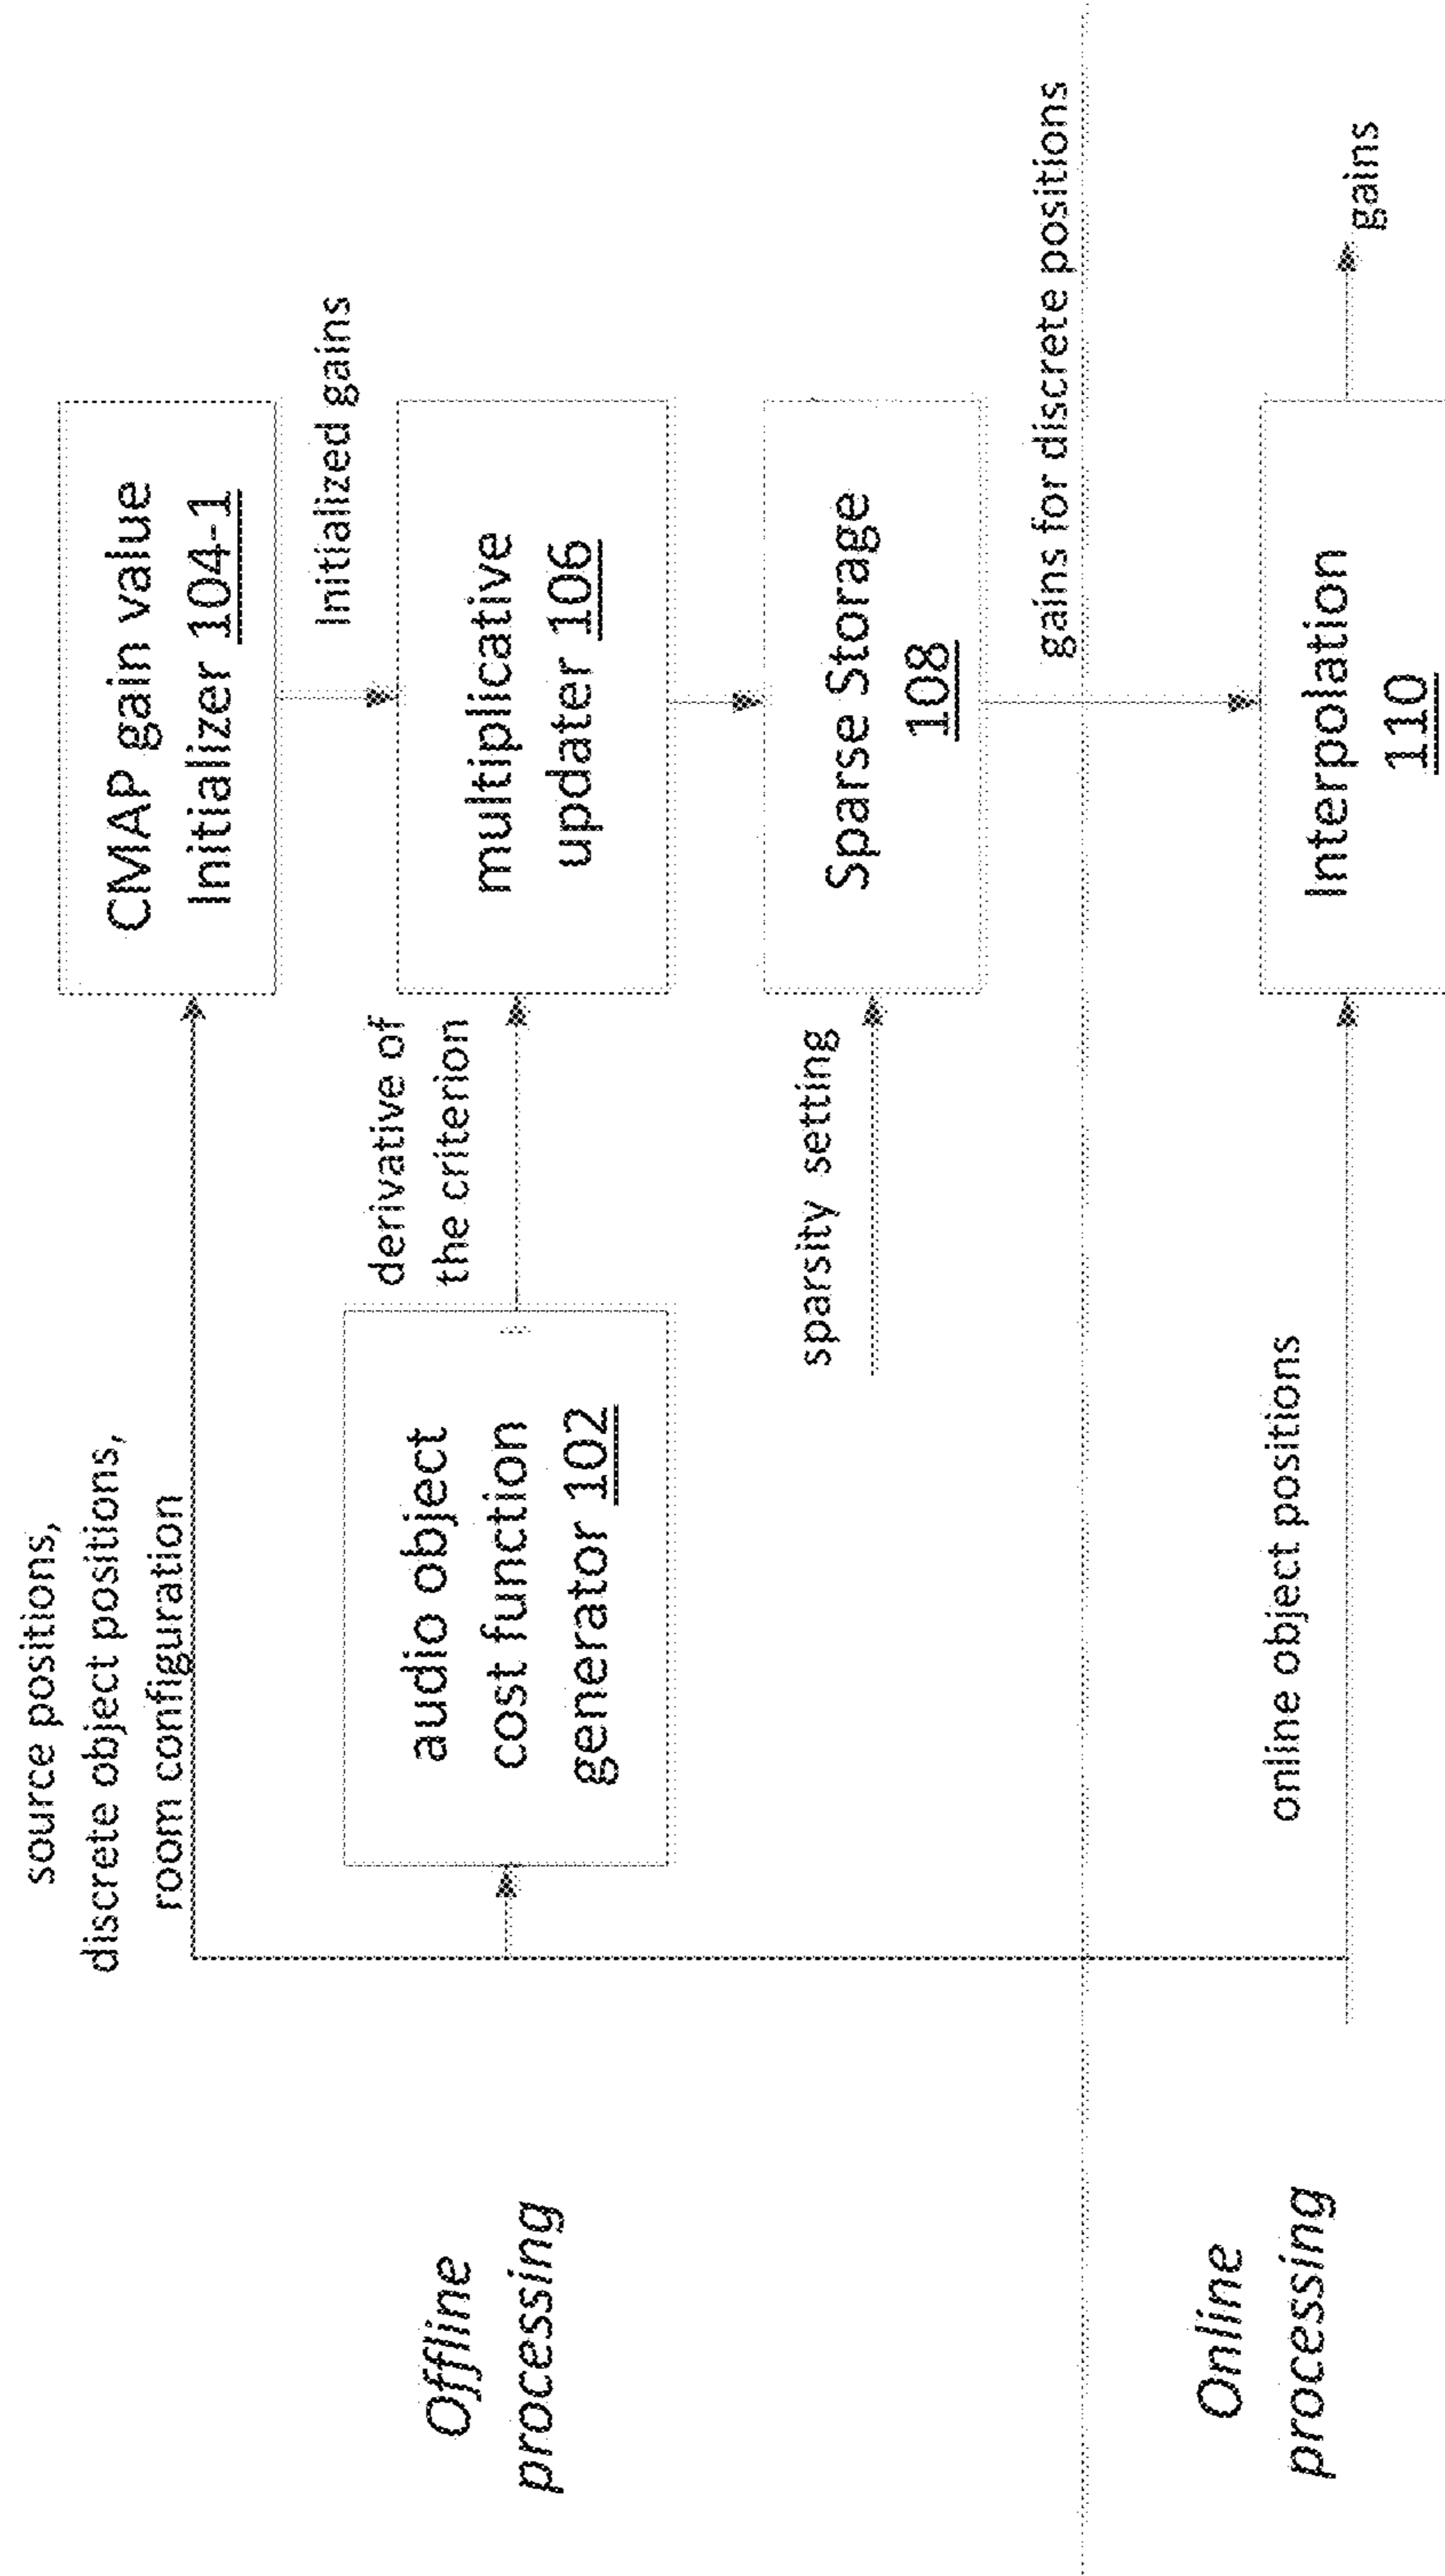 source positions,
discrete object positions,
room configuration
CMAP gain value
Initializer 104-1
Initialized gains
Offline
processing
audio object
cost function
generator 102
derivative of
the criterion
multiplicative
updater 106
sparsity setting
Sparse Storage
108
gains for discrete positions
Online
processing
online object positions
Interpolation
110
gains